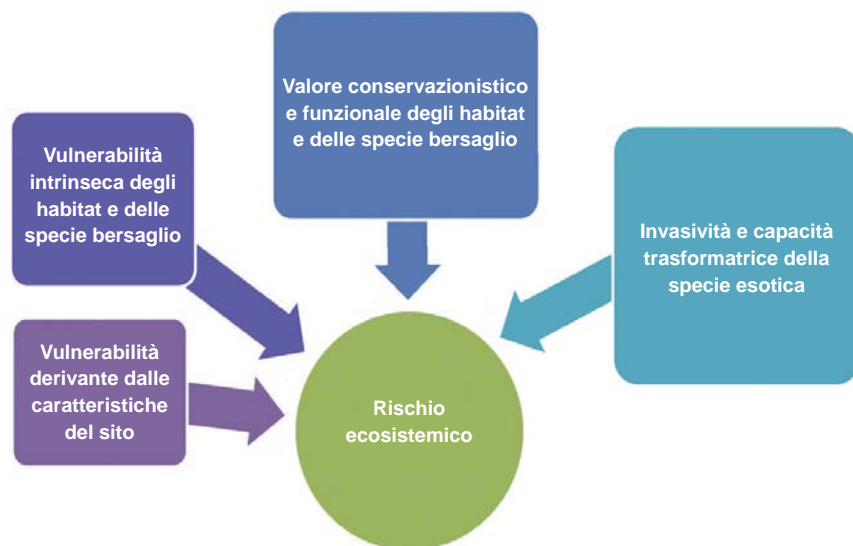 Valore conservazionistico
e funzionale degli habitat
e delle specie bersaglio
Vulnerabilità
intrinseca degli
habitat e delle
specie bersaglio
Invasività e capacità
trasformatrice della
specie esotica
Vulnerabilità
derivante dalle
caratteristiche
del sito
Rischio
ecosistemico